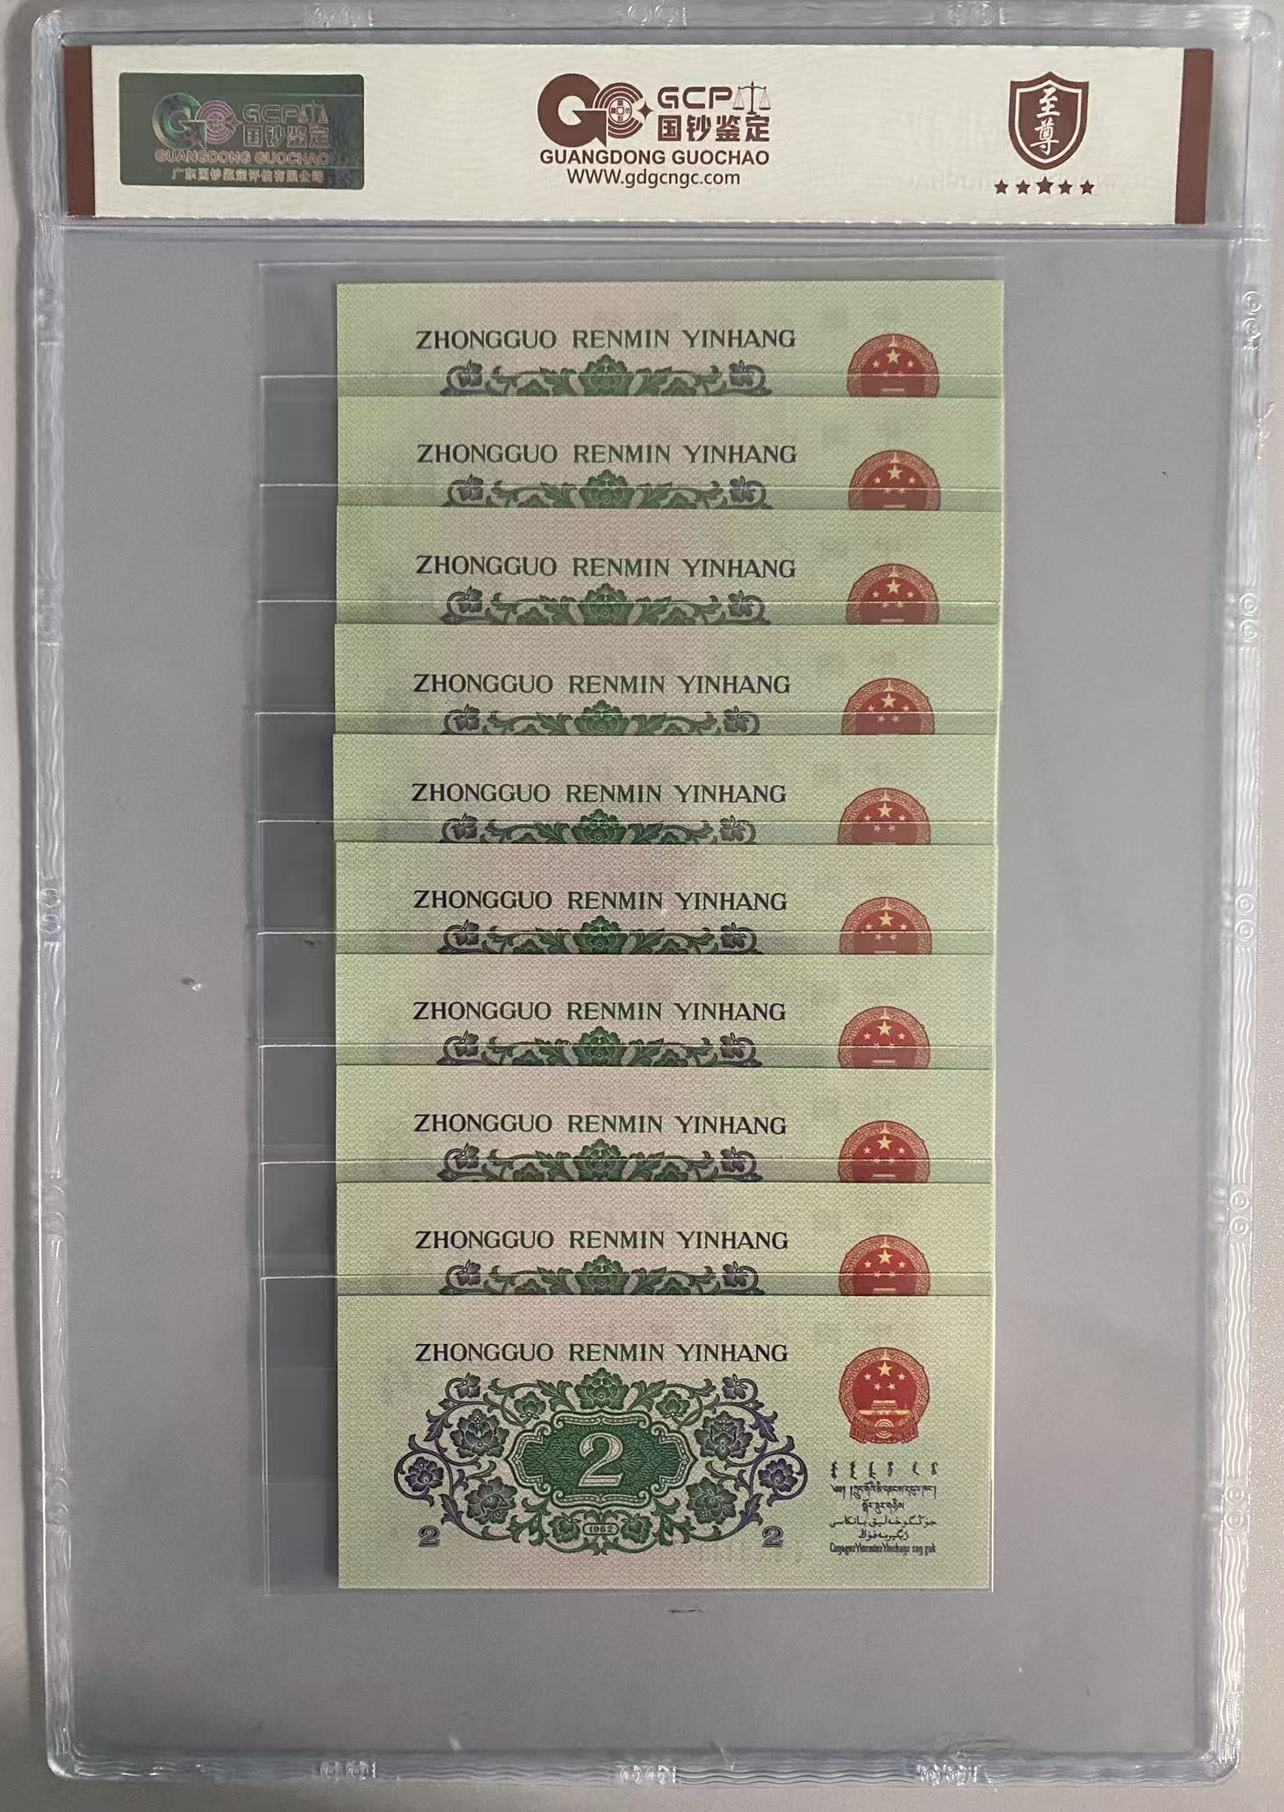 GCP
国钞鉴定
GUANGDONG GUOCHAO
广东国钞鉴定评估有限公司
GCP
国钞鉴定
GUANGDONG GUOCHAO
WWW.gdgcngc.com
至尊
ZHONGGUO RENMIN YINHANG
ZHONGGUO RENMIN YINHANG
ZHONGGUO RENMIN YINHANG
ZHONGGUO RENMIN YINHANG
ZHONGGUO RENMIN YINHANG
ZHONGGUO RENMIN YINHANG
ZHONGGUO RENMIN YINHANG
ZHONGGUO RENMIN YINHANG
ZHONGGUO RENMIN YINHANG
ZHONGGUO RENMIN YINHANG
2
1962
2 2